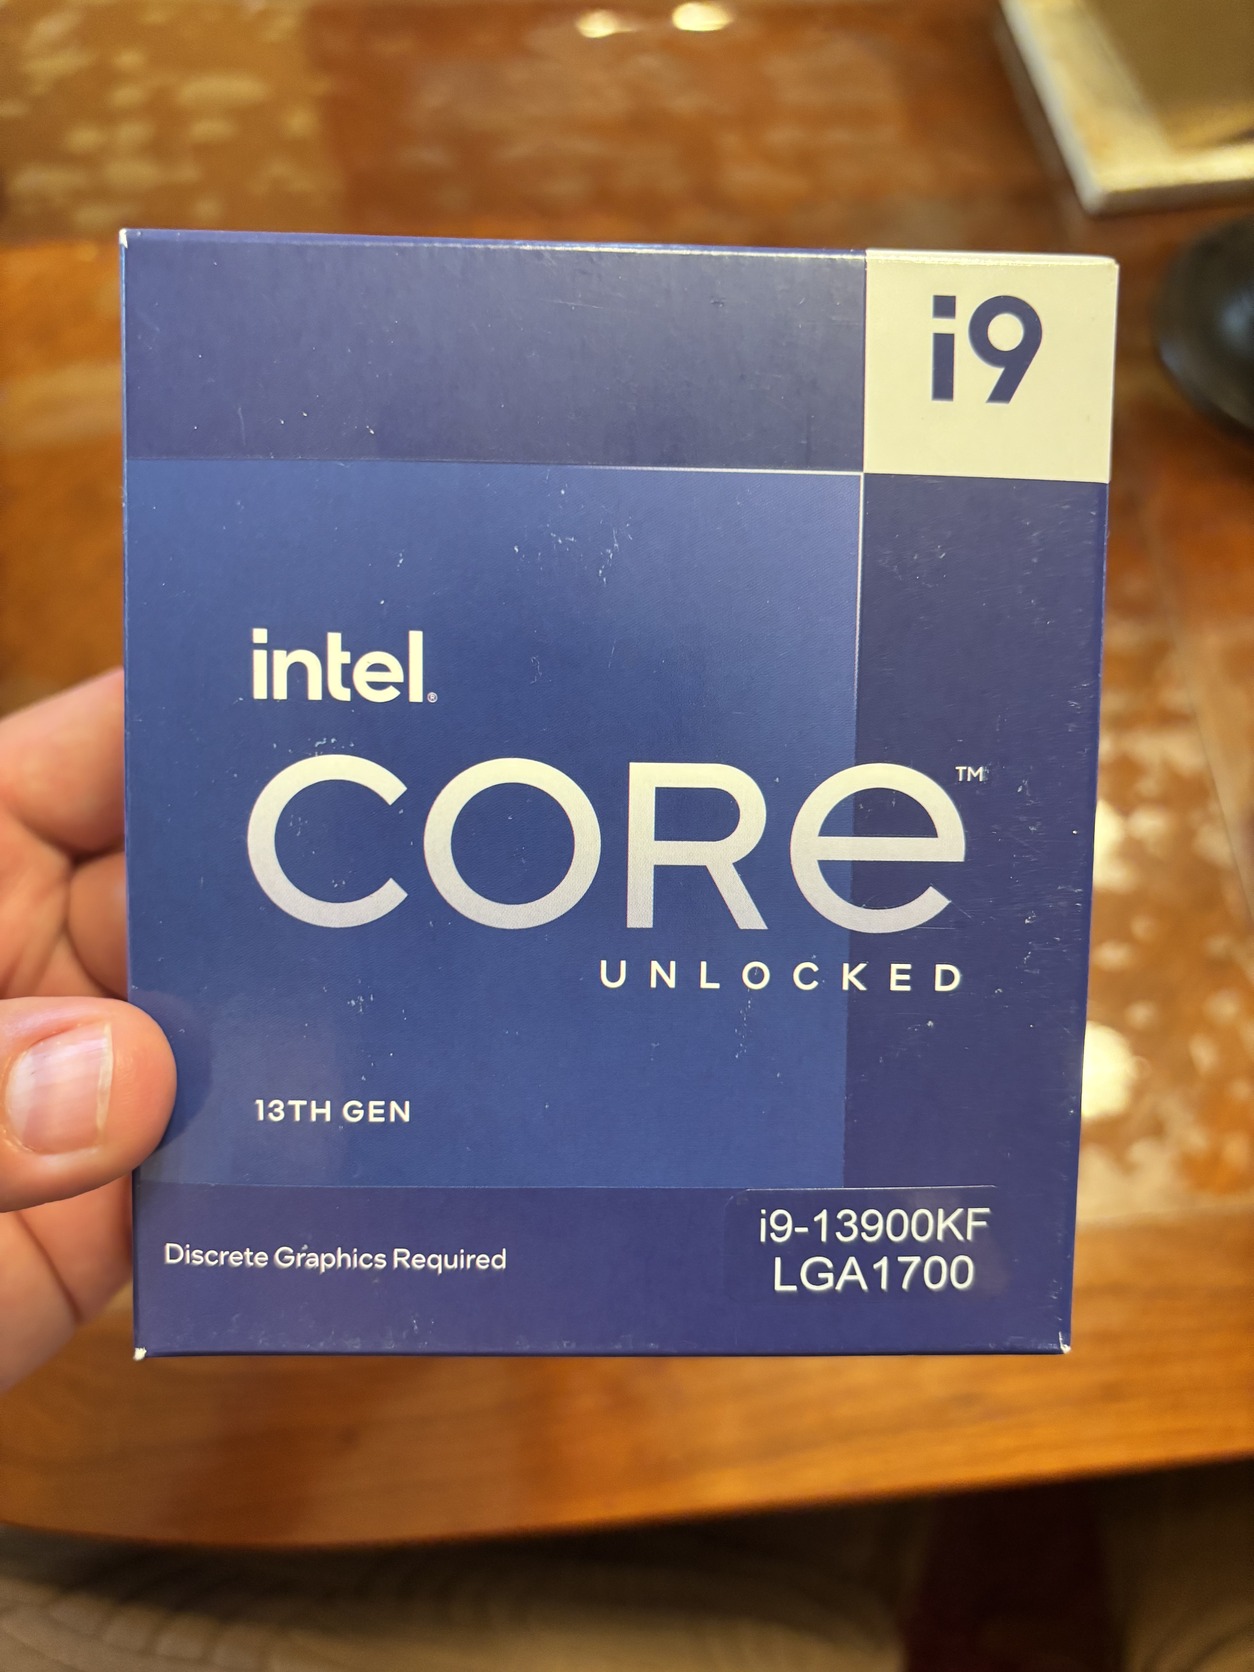 i9
intel®
CORE™
UNLOCKED
13TH GEN
Discrete Graphics Required
i9-13900KF
LGA1700